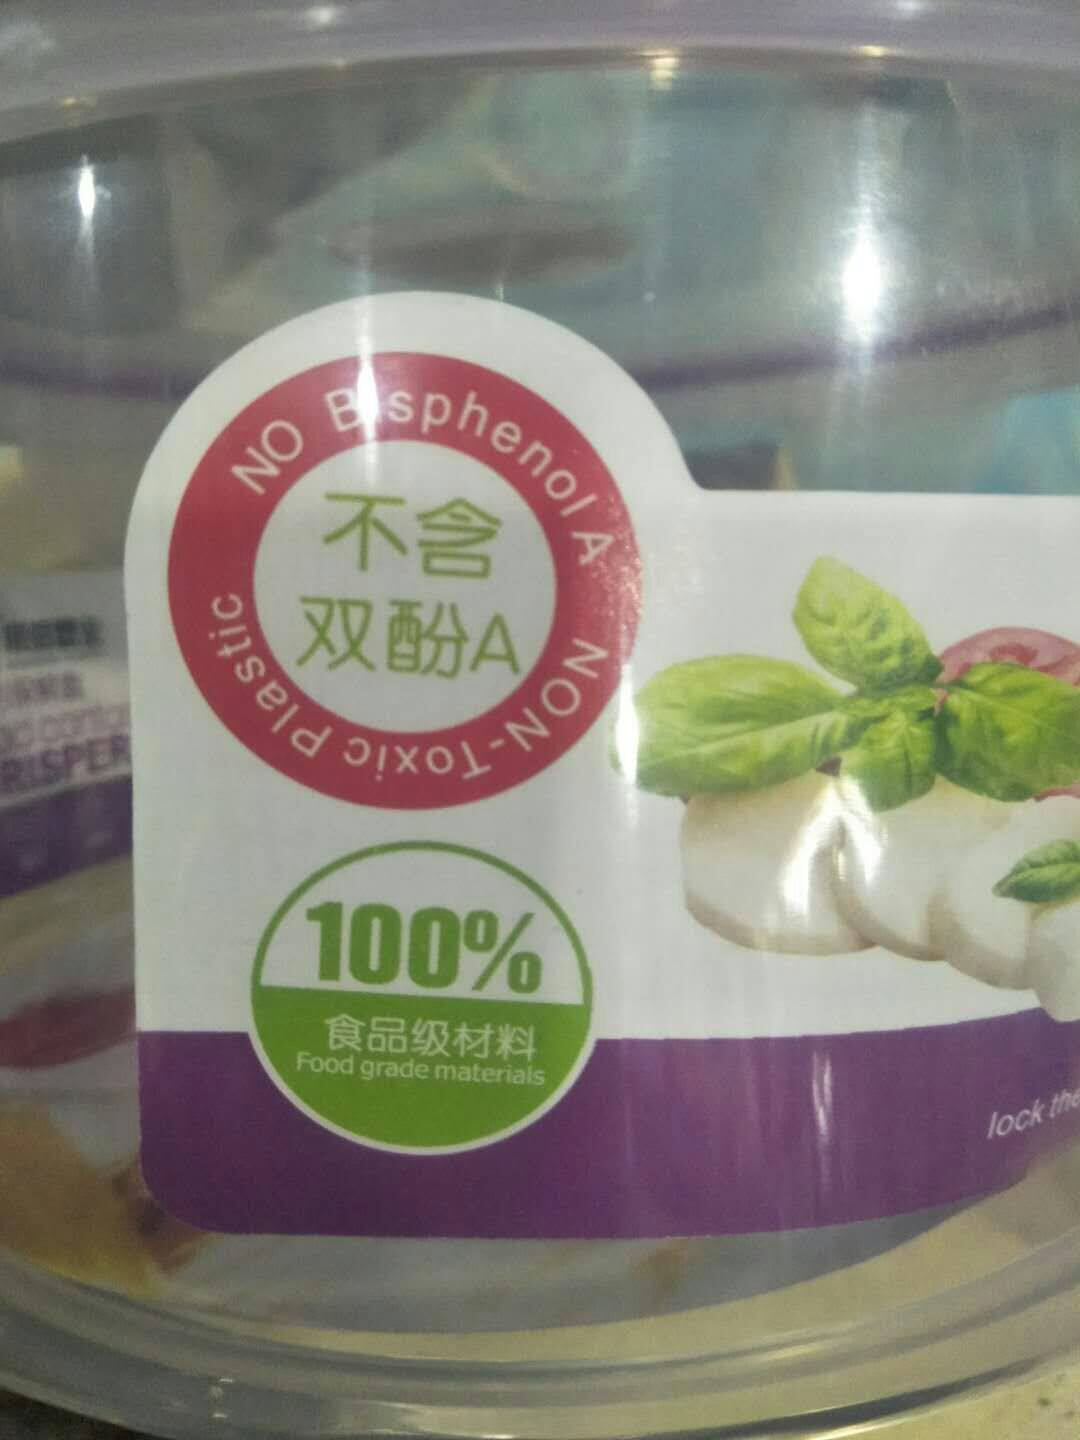 NO Bisphenol A
不含
双酚A
NON-Toxic Plastic
100%
食品级材料
Food grade materials
lock the
RISPER